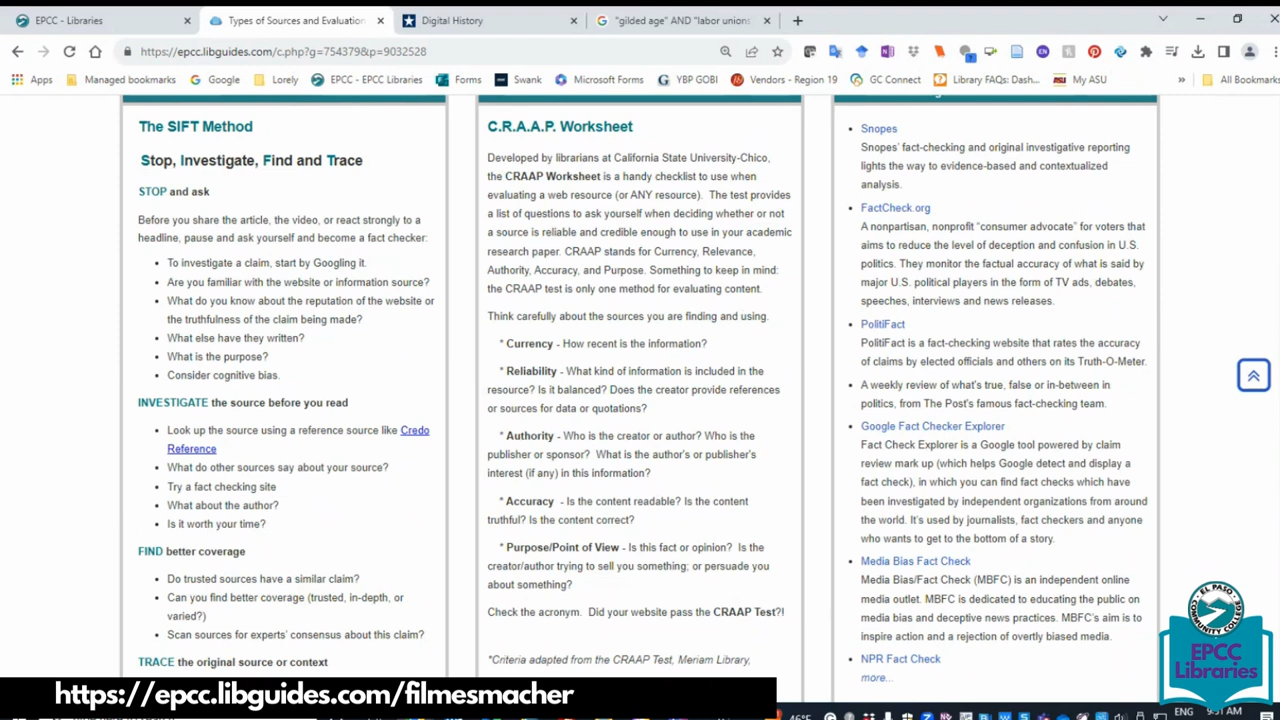 EPCC - Libraries
Types of Sources and Evaluation
Digital History
"gilded age" AND "labor unions
https://epcc.libguides.com/c.php?g=754379&p=9032528
Apps
Managed bookmarks
Google
Lorely
EPCC - EPCC Libraries
Forms
Swank
Microsoft Forms
YBP GOBI
Vendors - Region 19
GC Connect
Library FAQs: Dash...
My ASU
All Bookmarks
The SIFT Method
Stop, Investigate, Find and Trace
STOP and ask
Before you share the article, the video, or react strongly to a
headline, pause and ask yourself and become a fact checker:
• To investigate a claim, start by Googling it.
• Are you familiar with the website or information source?
• What do you know about the reputation of the website or
the truthfulness of the claim being made?
• What else have they written?
• What is the purpose?
• Consider cognitive bias.
INVESTIGATE the source before you read
• Look up the source using a reference source like Credo
Reference
• What do other sources say about your source?
• Try a fact checking site
• What about the author?
• Is it worth your time?
FIND better coverage
• Do trusted sources have a similar claim?
• Can you find better coverage (trusted, in-depth, or
varied?)
• Scan sources for experts' consensus about this claim?
TRACE the original source or context
C.R.A.A.P. Worksheet
Developed by librarians at California State University-Chico,
the CRAAP Worksheet is a handy checklist to use when
evaluating a web resource (or ANY resource). The test provides
a list of questions to ask yourself when deciding whether or not
a source is reliable and credible enough to use in your academic
research paper. CRAAP stands for Currency, Relevance,
Authority, Accuracy, and Purpose. Something to keep in mind:
the CRAAP test is only one method for evaluating content.
Think carefully about the sources you are finding and using.
* Currency - How recent is the information?
* Reliability - What kind of information is included in the
resource? Is it balanced? Does the creator provide references
or sources for data or quotations?
* Authority - Who is the creator or author? Who is the
publisher or sponsor? What is the author's or publisher's
interest (if any) in this information?
* Accuracy - Is the content readable? Is the content
truthful? Is the content correct?
* Purpose/Point of View - Is this fact or opinion? Is the
creator/author trying to sell you something; or persuade you
about something?
Check the acronym. Did your website pass the CRAAP Test?!
*Criteria adapted from the CRAAP Test, Meriam Library,
• Snopes
Snopes' fact-checking and original investigative reporting
lights the way to evidence-based and contextualized
analysis.
• FactCheck.org
A nonpartisan, nonprofit “consumer advocate” for voters that
aims to reduce the level of deception and confusion in U.S.
politics. They monitor the factual accuracy of what is said by
major U.S. political players in the form of TV ads, debates,
speeches, interviews and news releases.
• PolitiFact
PolitiFact is a fact-checking website that rates the accuracy
of claims by elected officials and others on its Truth-O-Meter.
• A weekly review of what's true, false or in-between in
politics, from The Post's famous fact-checking team.
• Google Fact Checker Explorer
Fact Check Explorer is a Google tool powered by claim
review mark up (which helps Google detect and display a
fact check), in which you can find fact checks which have
been investigated by independent organizations from around
the world. It's used by journalists, fact checkers and anyone
who wants to get to the bottom of a story.
• Media Bias Fact Check
Media Bias/Fact Check (MBFC) is an independent online
media outlet. MBFC is dedicated to educating the public on
media bias and deceptive news practices. MBFC's aim is to
inspire action and a rejection of overtly biased media.
• NPR Fact Check
more...
EL PASO
COMMUNITY COLLEGE
EPCC
Libraries
https://epcc.libguides.com/filmesmacher
46°F
ENG
9:51 AM